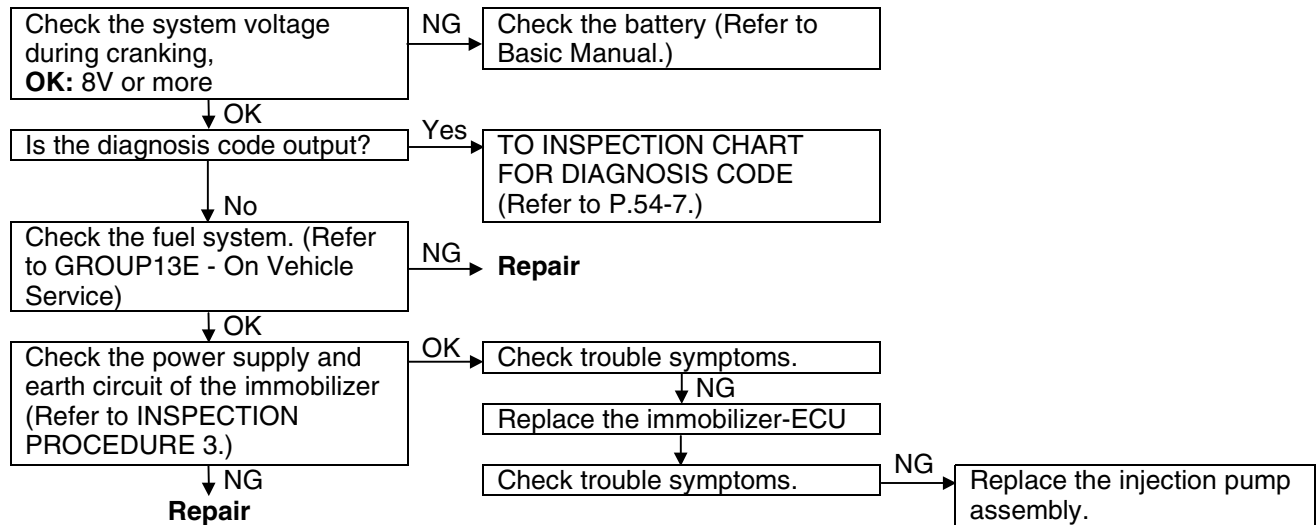 Check the system voltage
during cranking,
OK: 8V or more
NG
Check the battery (Refer to
Basic Manual.)
OK
Is the diagnosis code output?
Yes
TO INSPECTION CHART
FOR DIAGNOSIS CODE
(Refer to P.54-7.)
No
Check the fuel system. (Refer
to GROUP13E - On Vehicle
Service)
NG
Repair
OK
Check the power supply and
earth circuit of the immobilizer
(Refer to INSPECTION
PROCEDURE 3.)
OK
Check trouble symptoms.
NG
Replace the immobilizer-ECU
Check trouble symptoms.
NG
Replace the injection pump
assembly.
NG
Repair